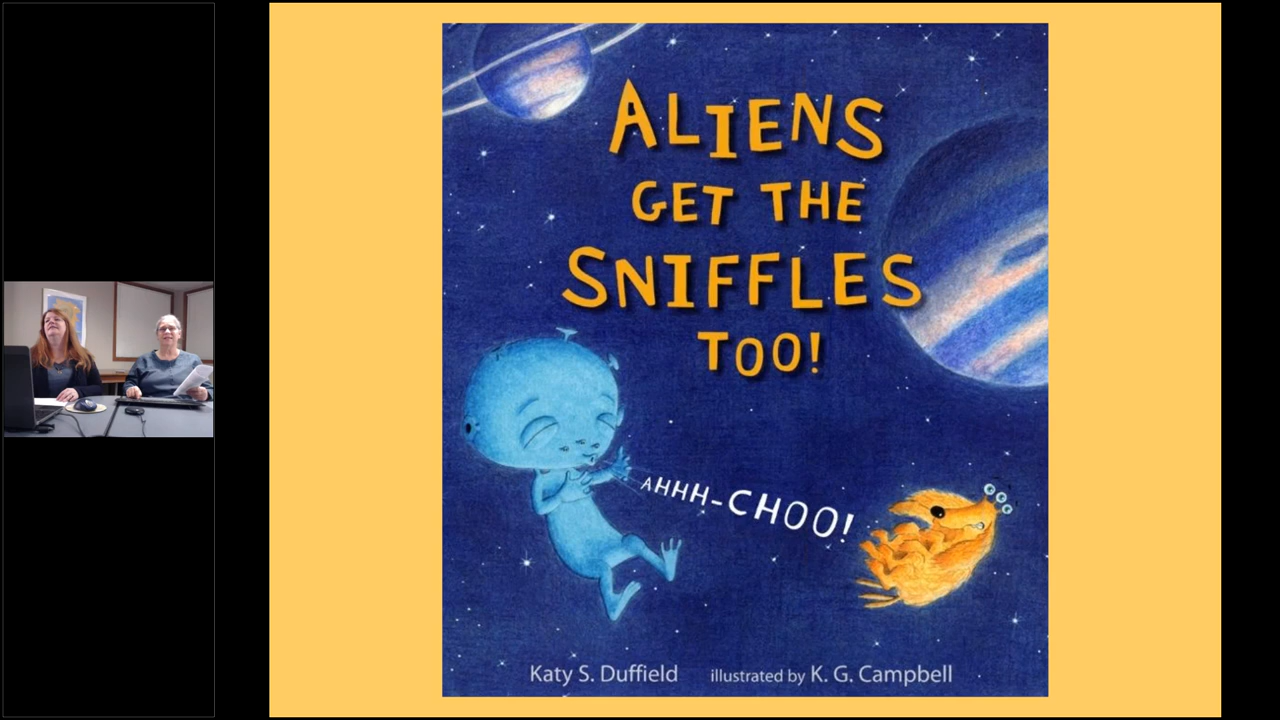 ALIENS
GET THE
SNIFFLES
TOO!
AHHH-CHOO!
Katy S. Duffield illustrated by K. G. Campbell